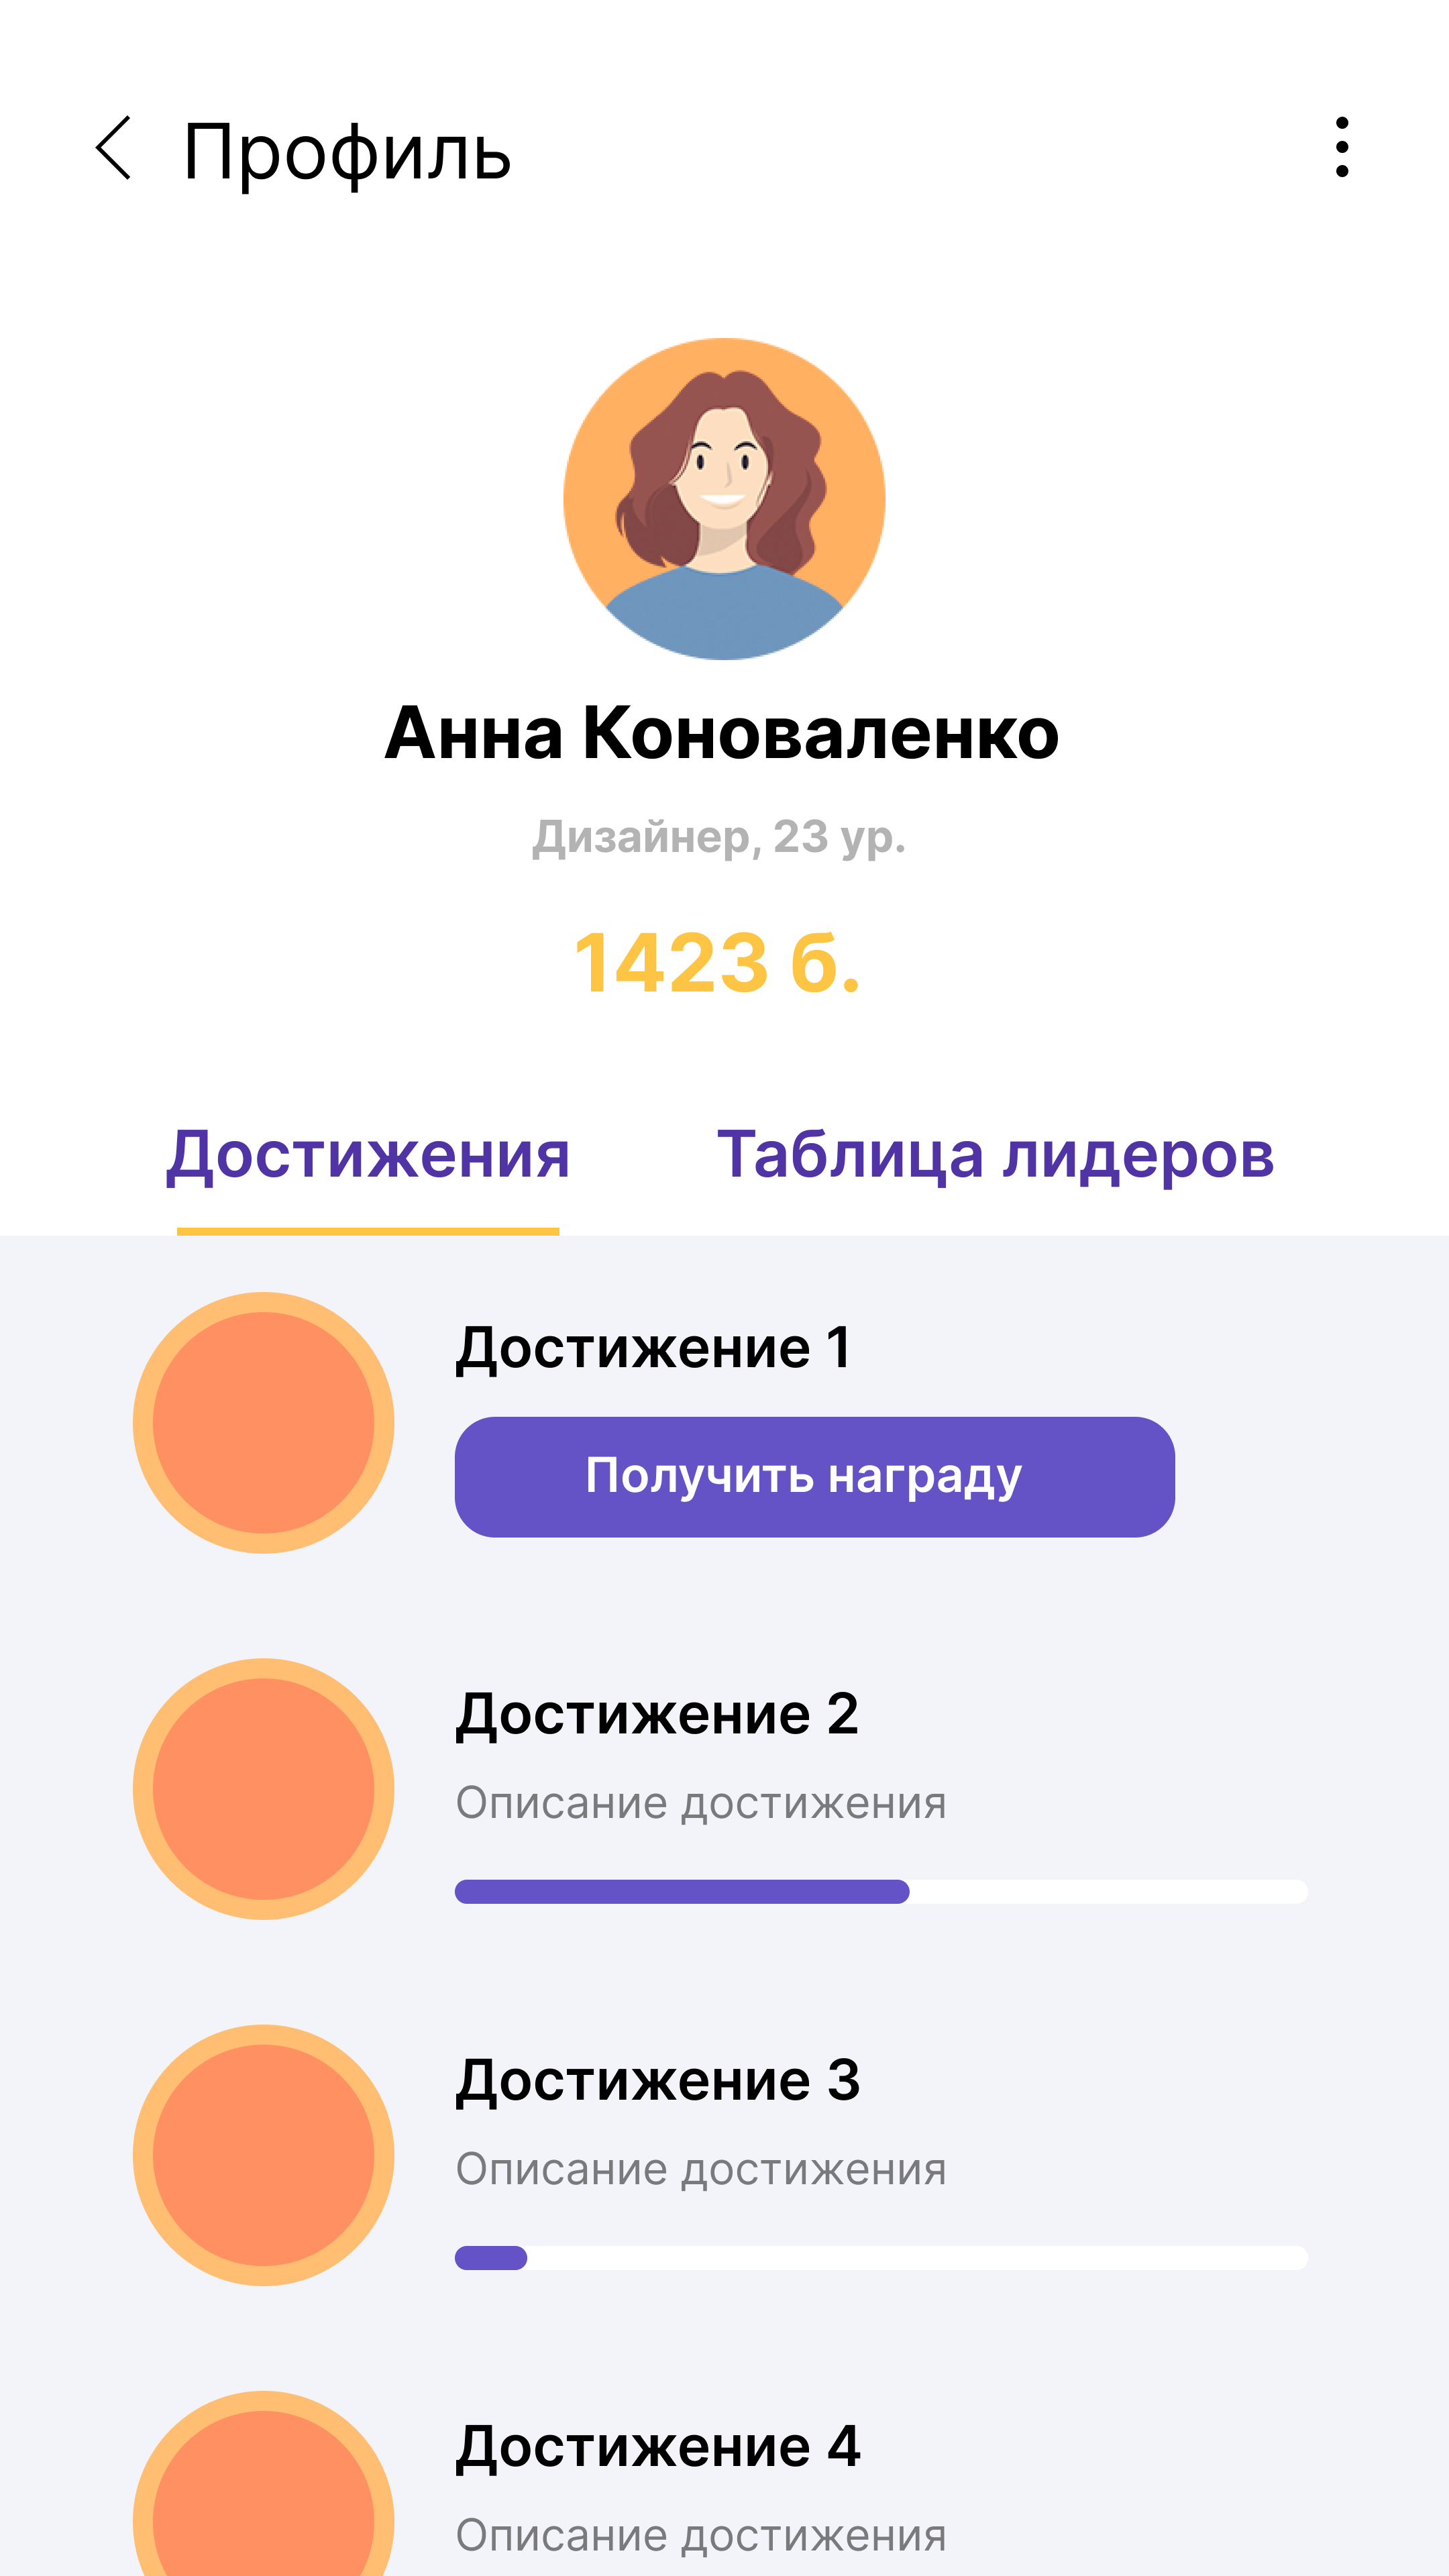 Профиль
Анна Коноваленко
Дизайнер, 23 ур.
1423 б.
Достижения
Таблица лидеров
Достижение 1
Получить награду
Достижение 2
Описание достижения
Достижение 3
Описание достижения
Достижение 4
Описание достижения